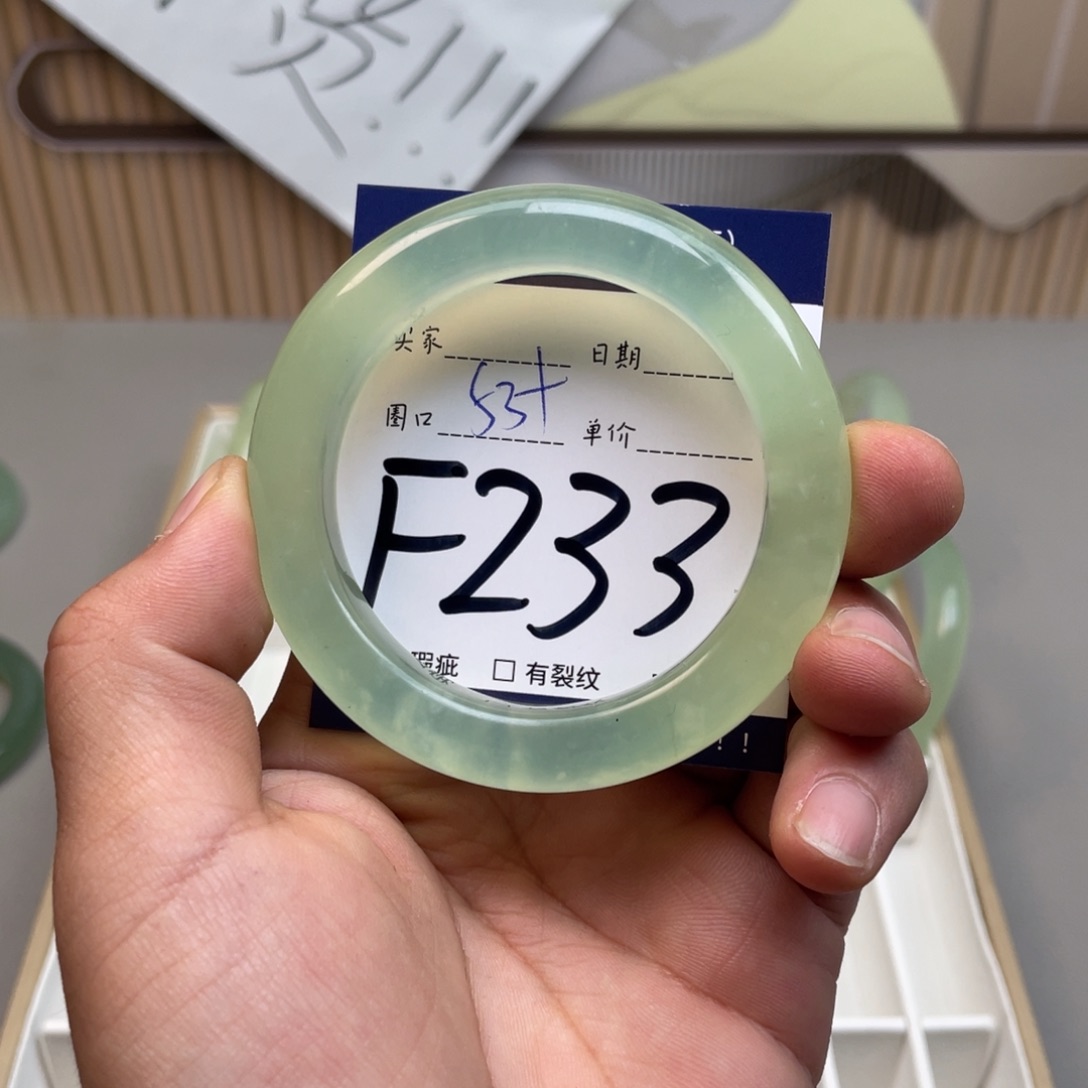 !!!
买家 日期
圈口 53+ 单价
F233
瑕疵 □ 有裂纹
!!